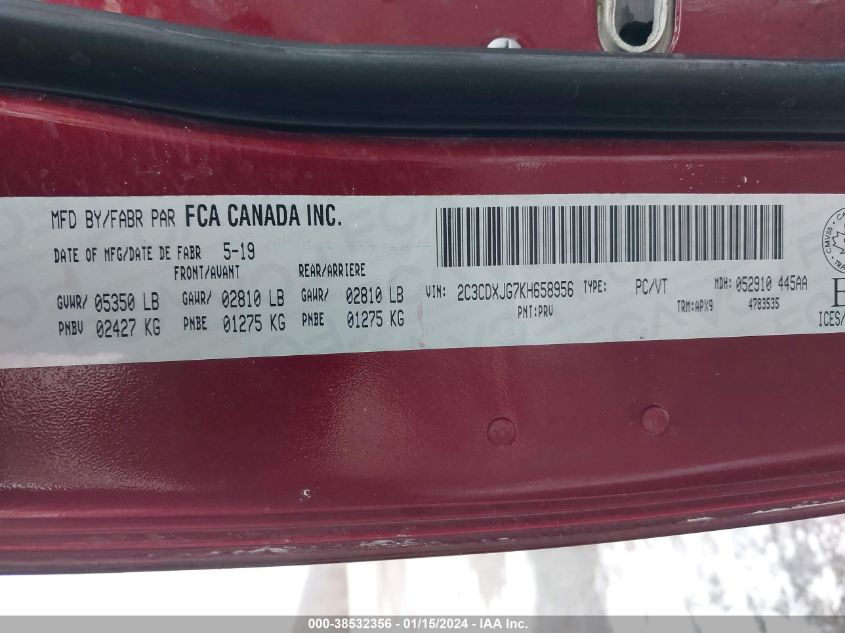 MFD BY/FABR PAR FCA CANADA INC.
DATE OF MFG/DATE DE FABR 5-19
FRONT/AVANT REAR/ARRIERE
GVWR/ 05350 LB GAWR/ 02810 LB GAWR/ 02810 LB
PNBV 02427 KG PNBE 01275 KG PNBE 01275 KG
VIN: 2C3CDXJG7KH658956 TYPE: PC/VT MDH: 052910 445AA
PNT: PRV TRM: APX9 4783535
ICES/
000-38532356 - 01/15/2024 - IAA Inc.